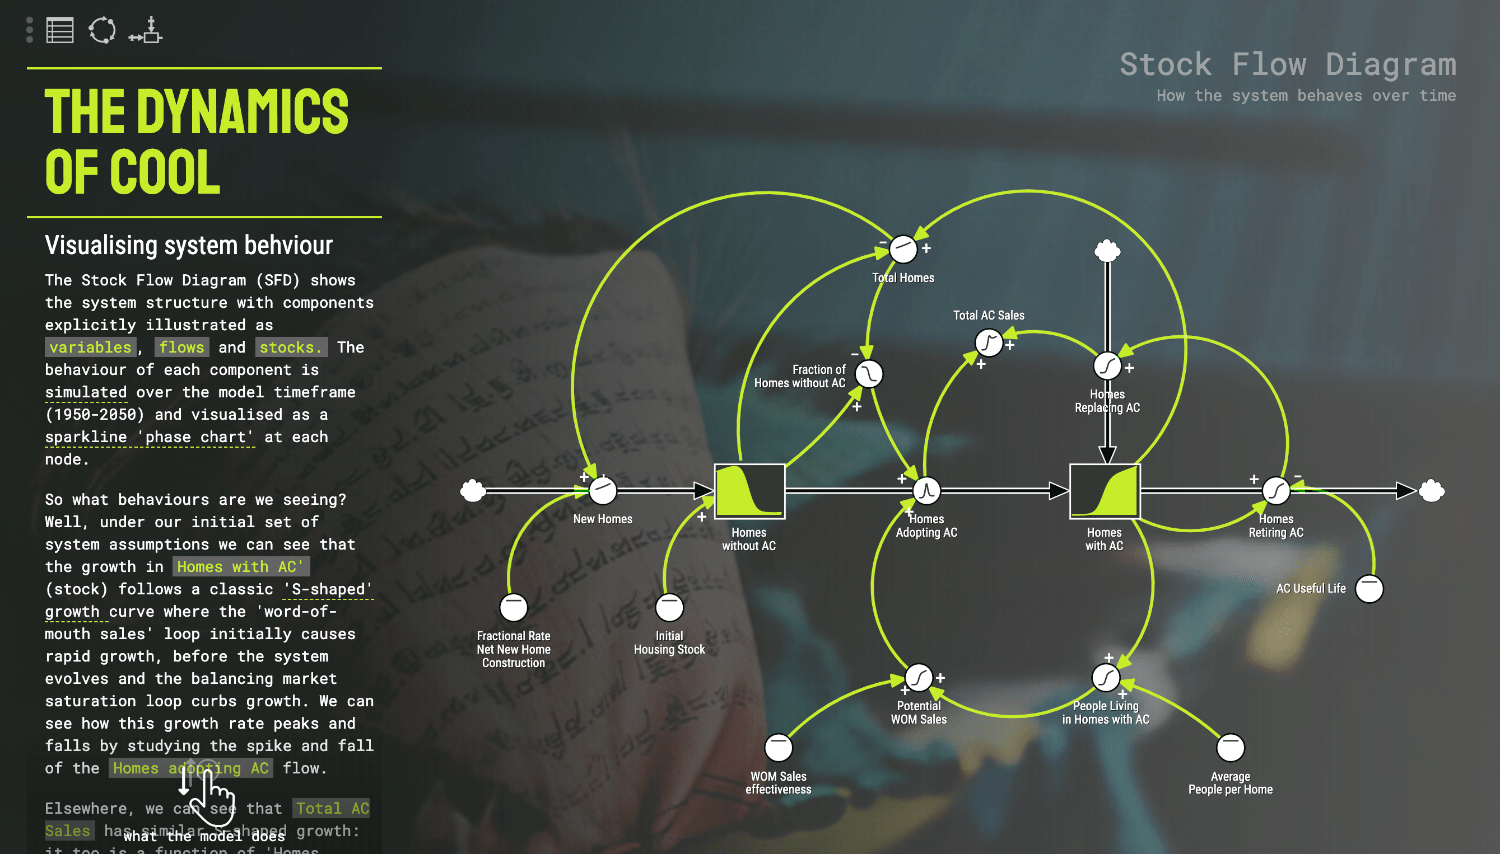 THE DYNAMICS
OF COOL
Visualising system behviour
The Stock Flow Diagram (SFD) shows
the system structure with components
explicitly illustrated as
variables, flows and stocks. The
behaviour of each component is
simulated over the model timeframe
(1950-2050) and visualised as a
sparkline 'phase chart' at each
node.
So what behaviours are we seeing?
Well, under our initial set of
system assumptions we can see that
the growth in Homes with AC'
(stock) follows a classic 'S-shaped'
growth curve where the 'word-of-
mouth sales' loop initially causes
rapid growth, before the system
evolves and the balancing market
saturation loop curbs growth. We can
see how this growth rate peaks and
falls by studying the spike and fall
of the Homes adopting AC flow.
Elsewhere, we can see that Total AC
Sales has similar S-shaped growth:
it too is a function of 'Homes
what the model does
Stock Flow Diagram
How the system behaves over time
- +
Total Homes
Total AC Sales
+
+
-
Fraction of
Homes without AC
+
+
Homes
Replacing AC
+
New Homes
+
Homes
without AC
+
+
Homes
Adopting AC
Homes
with AC
+ -
Homes
Retiring AC
AC Useful Life
Fractional Rate
Net New Home
Construction
Initial
Housing Stock
+
+
Potential
WOM Sales
+
+
People Living
in Homes with AC
WOM Sales
effectiveness
Average
People per Home